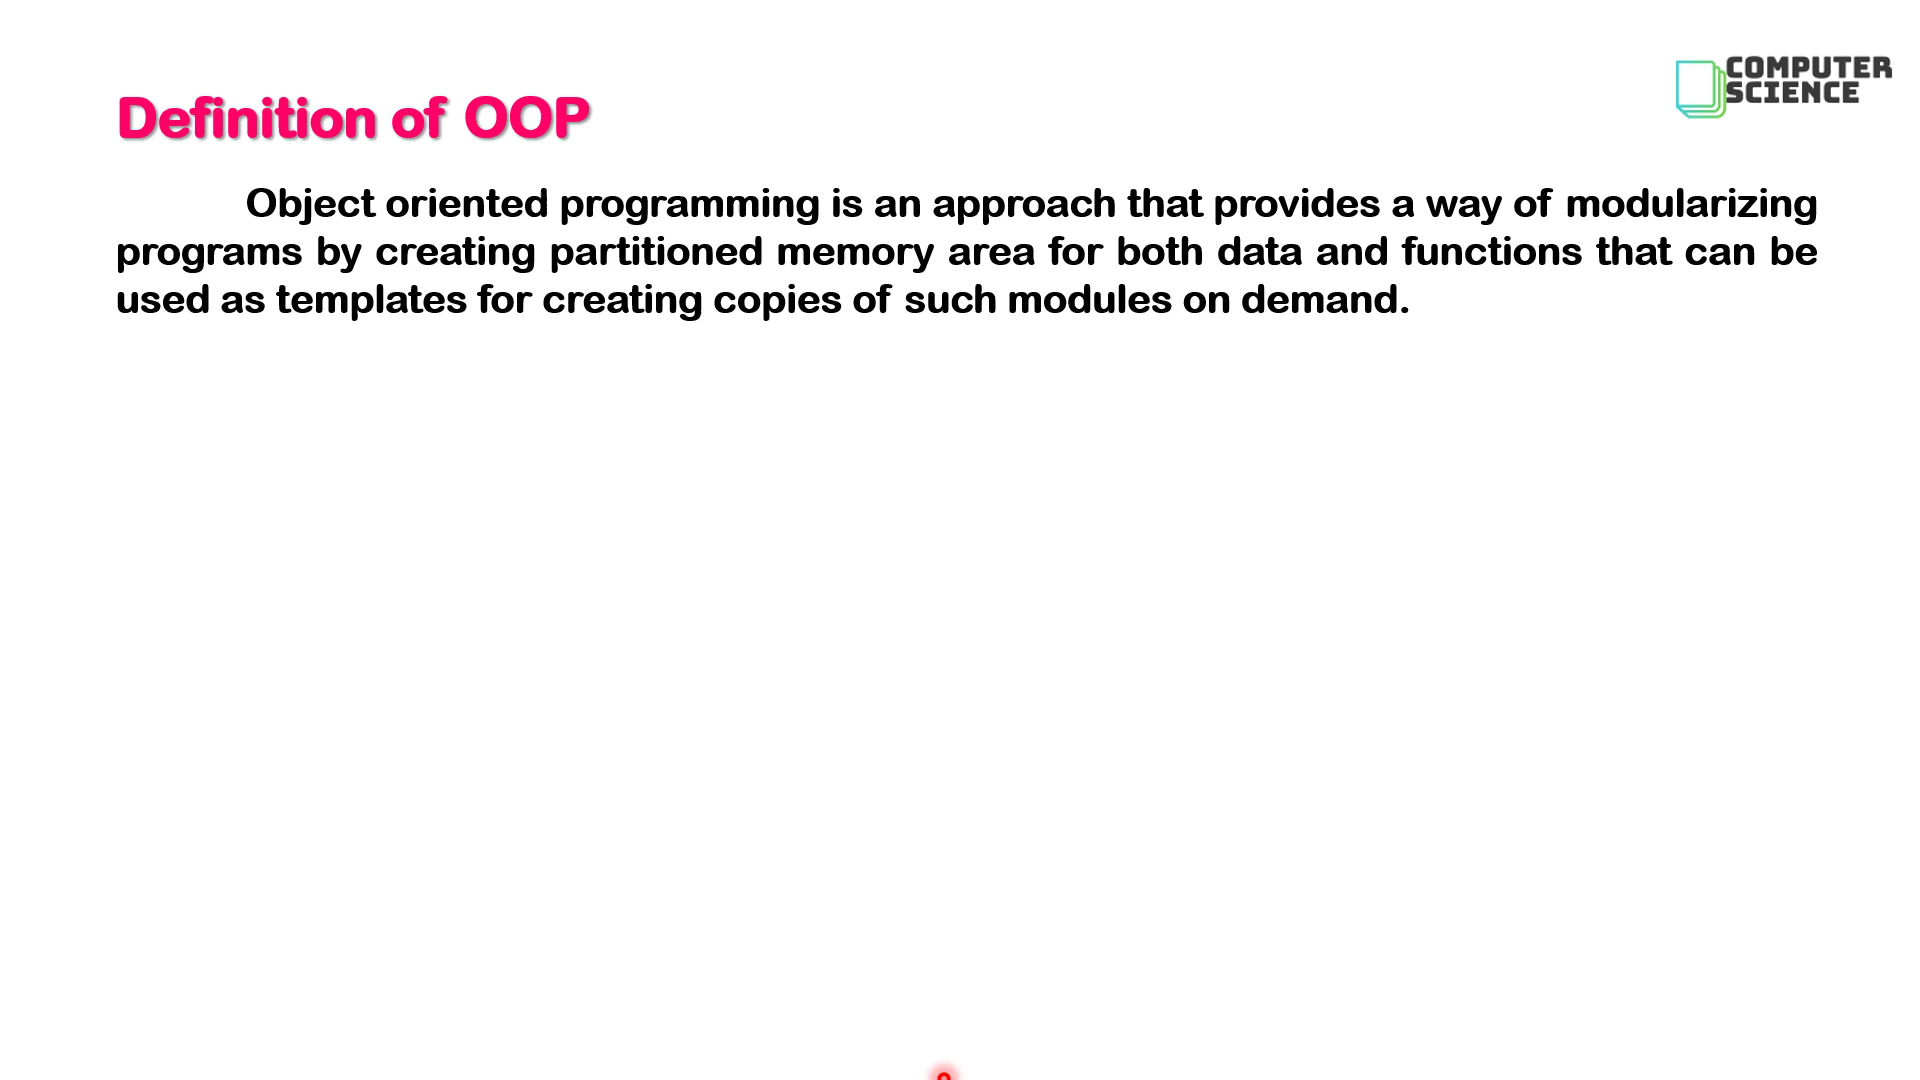 COMPUTER
SCIENCE
Definition of OOP
Object oriented programming is an approach that provides a way of modularizing
programs by creating partitioned memory area for both data and functions that can be
used as templates for creating copies of such modules on demand.